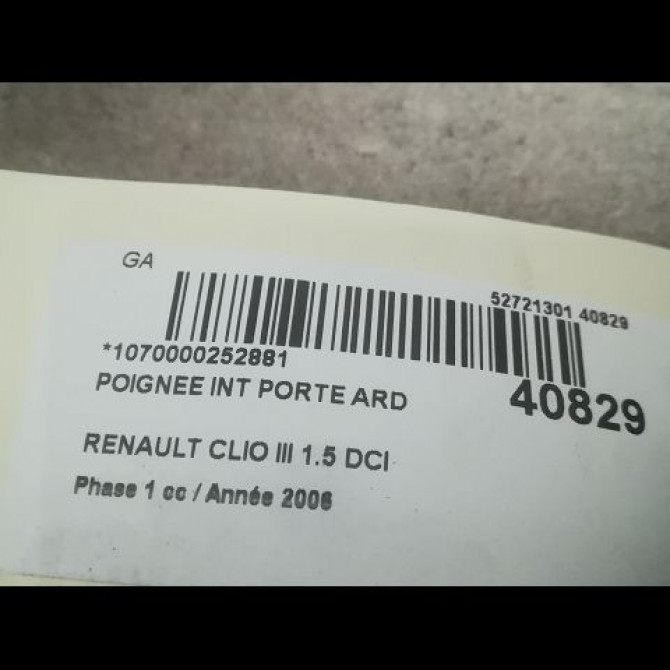 GA
52721301 40829
*1070000252881
POIGNEE INT PORTE ARD
40829
RENAULT CLIO III 1.5 DCI
Phase 1 cc / Année 2006